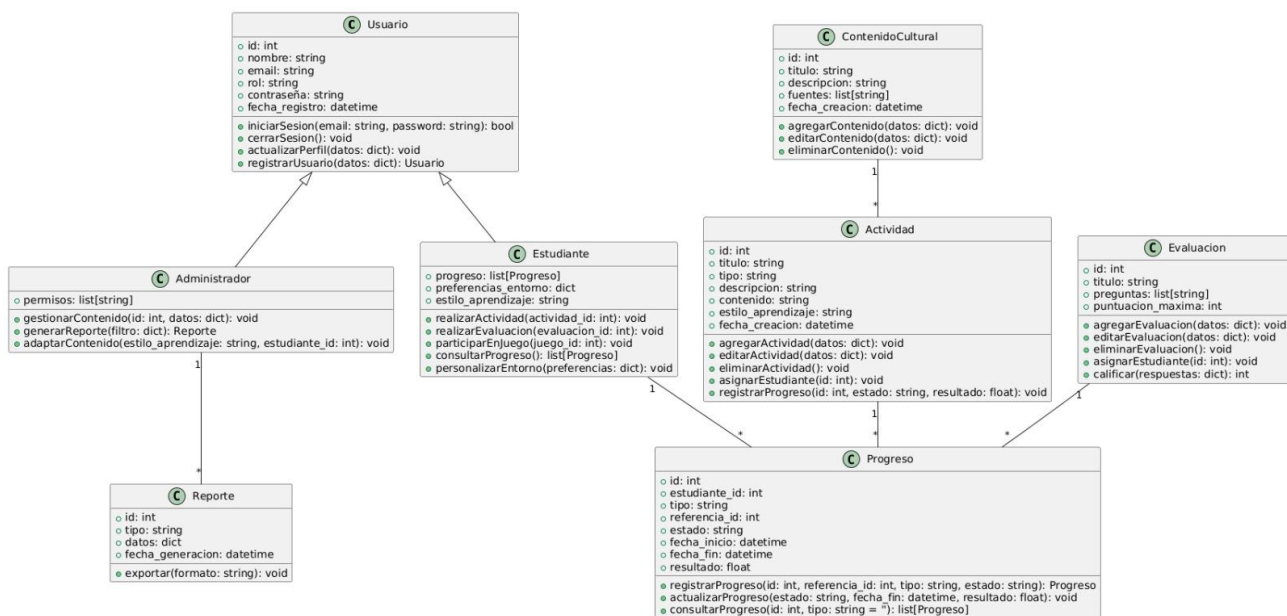 C Usuario
id: int
nombre: string
email: string
rol: string
contraseña: string
fecha_registro: datetime
iniciarSesion(email: string, password: string): bool
cerrarSesion(): void
actualizarPerfil(datos: dict): void
registrarUsuario(datos: dict): Usuario
C ContenidoCultural
id: int
titulo: string
descripcion: string
fuentes: list[string]
fecha_creacion: datetime
agregarContenido(datos: dict): void
editarContenido(datos: dict): void
eliminarContenido(): void
1
*
C Administrador
permisos: list[string]
gestionarContenido(id: int, datos: dict): void
generarReporte(filtro: dict): Reporte
adaptarContenido(estilo_aprendizaje: string, estudiante_id: int): void
1
*
C Estudiante
progreso: list[Progreso]
preferencias_entorno: dict
estilo_aprendizaje: string
realizarActividad(actividad_id: int): void
realizarEvaluacion(evaluacion_id: int): void
participarEnJuego(juego_id: int): void
consultarProgreso(): list[Progreso]
personalizarEntorno(preferencias: dict): void
1
*
C Actividad
id: int
titulo: string
tipo: string
descripcion: string
contenido: string
estilo_aprendizaje: string
fecha_creacion: datetime
agregarActividad(datos: dict): void
editarActividad(datos: dict): void
eliminarActividad(): void
asignarEstudiante(id: int): void
registrarProgreso(id: int, estado: string, resultado: float): void
1
*
C Evaluacion
id: int
titulo: string
preguntas: list[string]
puntuacion_maxima: int
agregarEvaluacion(datos: dict): void
editarEvaluacion(datos: dict): void
eliminarEvaluacion(): void
asignarEstudiante(id: int): void
calificar(respuestas: dict): int
1
*
C Reporte
id: int
tipo: string
datos: dict
fecha_generacion: datetime
exportar(formato: string): void
C Progreso
id: int
estudiante_id: int
tipo: string
referencia_id: int
estado: string
fecha_inicio: datetime
fecha_fin: datetime
resultado: float
registrarProgreso(id: int, referencia_id: int, tipo: string, estado: string): Progreso
actualizarProgreso(estado: string, fecha_fin: datetime, resultado: float): void
consultarProgreso(id: int, tipo: string = ''): list[Progreso]